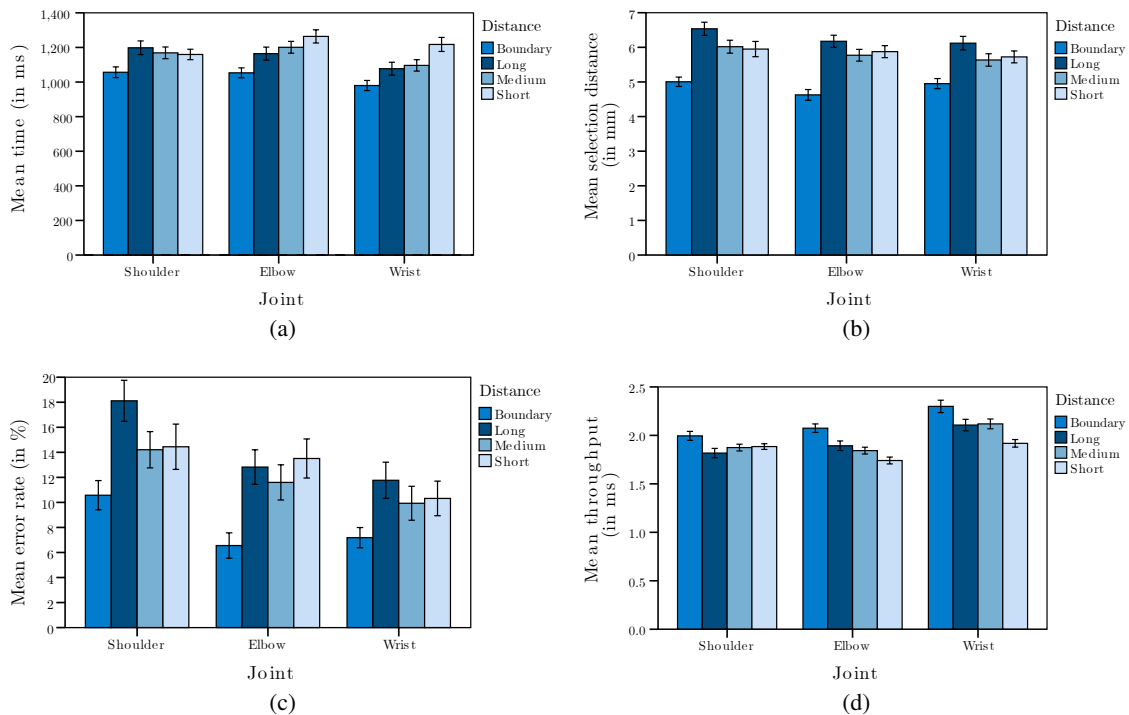 1,400
1,200
1,000
800
600
400
200
0
Mean time (in ms)
Shoulder Elbow Wrist
Joint
Distance
Boundary
Long
Medium
Short
(a)
7
6
5
4
3
2
1
0
Mean selection distance
(in mm)
Shoulder Elbow Wrist
Joint
Distance
Boundary
Long
Medium
Short
(b)
20
18
16
14
12
10
8
6
4
2
0
Mean error rate (in %)
Shoulder Elbow Wrist
Joint
Distance
Boundary
Long
Medium
Short
(c)
2.5
2.0
1.5
1.0
0.5
0.0
Mean throughput
(in ms)
Shoulder Elbow Wrist
Joint
Distance
Boundary
Long
Medium
Short
(d)